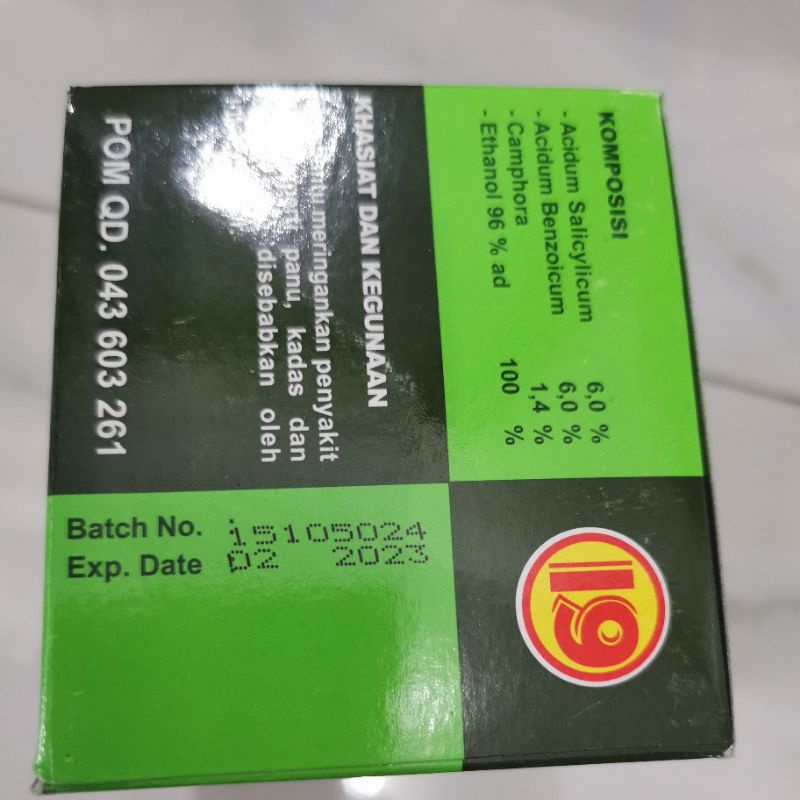 KOMPOSISI
- Acidum Salicylicum 6,0 %
- Acidum Benzoicum 6,0 %
- Camphora 1,4 %
- Ethanol 96 % ad 100 %
KHASIAT DAN KEGUNAAN
meringankan penyakit
panu, kadas dan
disebabkan oleh
POM QD. 043 603 261
19
Batch No. 15105024
Exp. Date 02 2023